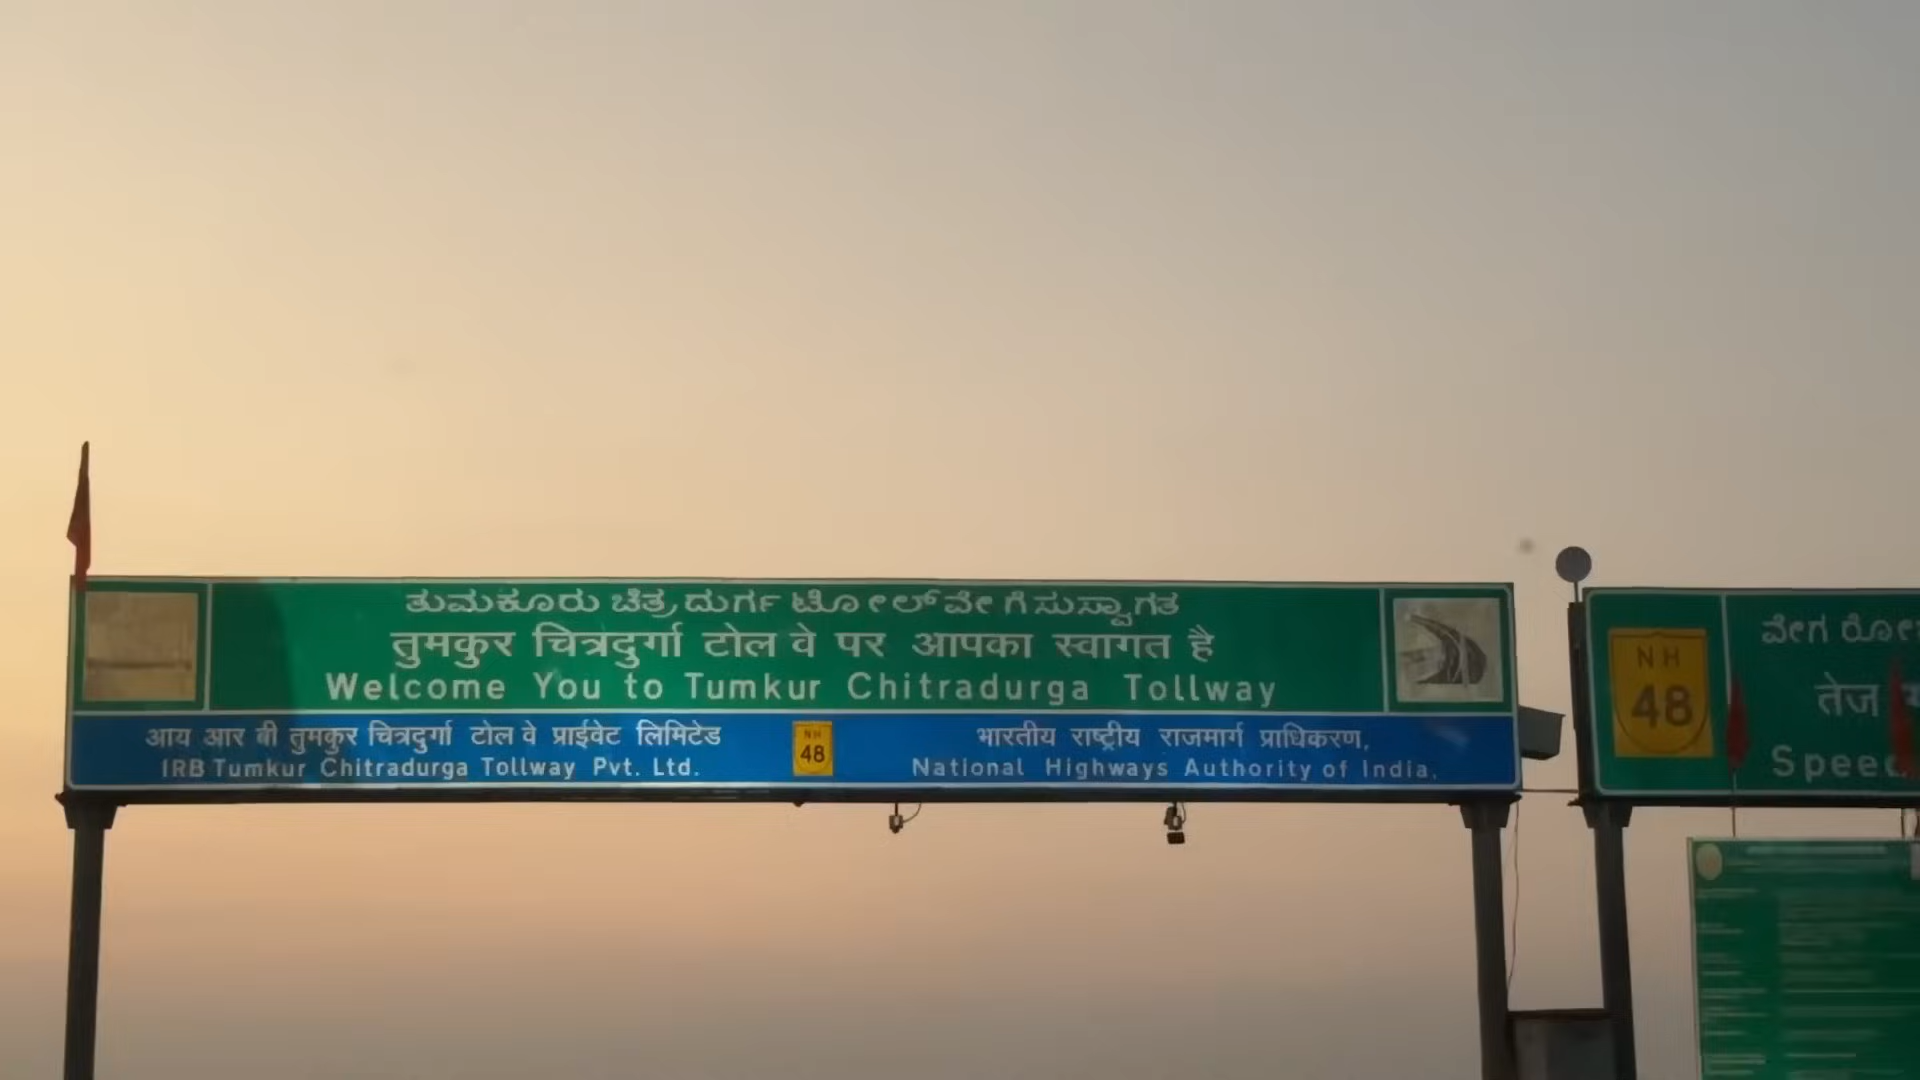 ತುಮಕೂರು ಚಿತ್ರದುರ್ಗ ಟೋಲ್ ವೇ ಗೆ ಸುಸ್ವಾಗತ
तुमकुर चित्रदुर्गा टोल वे पर आपका स्वागत है
Welcome You to Tumkur Chitradurga Tollway
आय आर बी तुमकुर चित्रदुर्गा टोल वे प्राईवेट लिमिटेड
IRB Tumkur Chitradurga Tollway Pvt. Ltd.
NH
48
भारतीय राष्ट्रीय राजमार्ग प्राधिकरण,
National Highways Authority of India.
NH
48
ವೇಗ
तेज
Speed